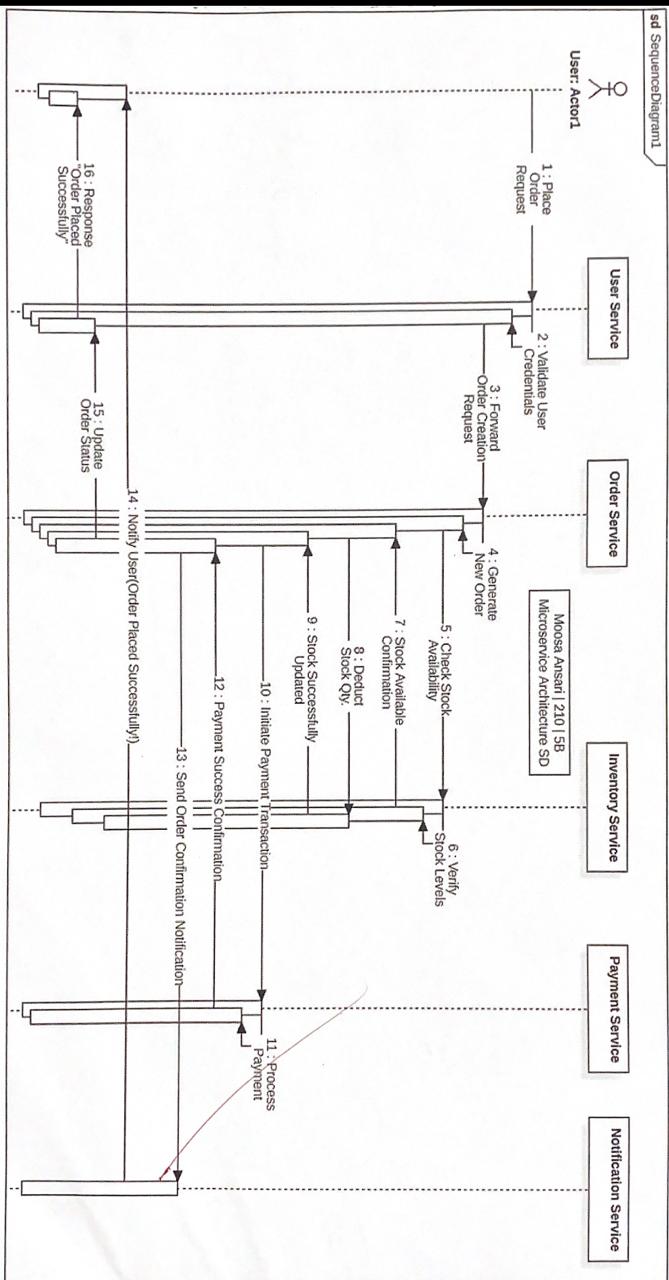 sd SequenceDiagram1
User: Actor1
User Service
Order Service
Inventory Service
Payment Service
Notification Service
Moosa Ansari | 210 | 5B
Microservice Architecture SD
1 : Place
Order
Request
2 : Validate User
Credentials
3 : Forward
Order Creation
Request
4 : Generate
New Order
5 : Check Stock
Availability
6 : Verify
Stock Levels
7 : Stock Available
Confirmation
8 : Deduct
Stock Qty.
9 : Stock Successfully
Updated
10 : Initiate Payment Transaction
11 : Process
Payment
12 : Payment Success Confirmation
13 : Send Order Confirmation Notification
14 : Notify User(Order Placed Successfully!)
15 : Update
Order Status
16 : Response
"Order Placed
Successfully"